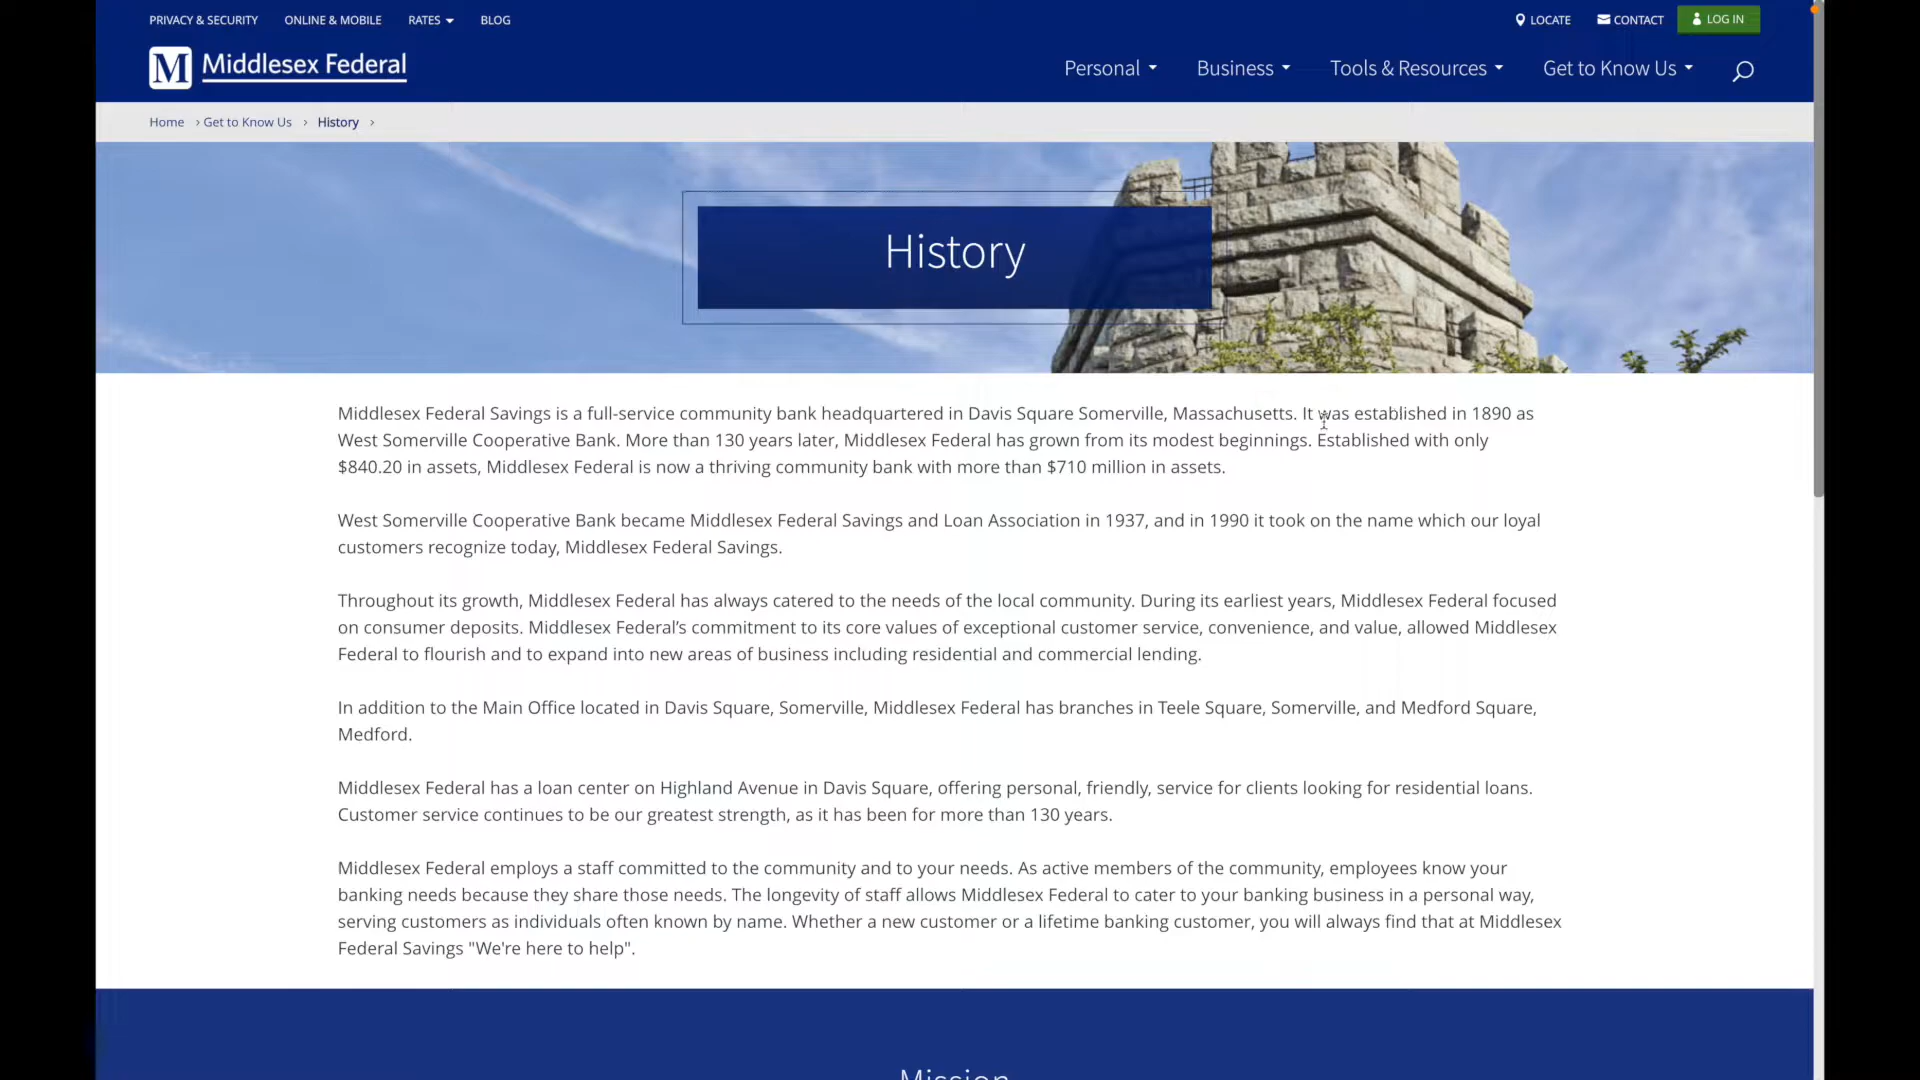 PRIVACY & SECURITY ONLINE & MOBILE RATES BLOG LOCATE CONTACT LOG IN
M Middlesex Federal Personal Business Tools & Resources Get to Know Us
Home › Get to Know Us › History ›
History
Middlesex Federal Savings is a full-service community bank headquartered in Davis Square Somerville, Massachusetts. It was established in 1890 as
West Somerville Cooperative Bank. More than 130 years later, Middlesex Federal has grown from its modest beginnings. Established with only
$840.20 in assets, Middlesex Federal is now a thriving community bank with more than $710 million in assets.
West Somerville Cooperative Bank became Middlesex Federal Savings and Loan Association in 1937, and in 1990 it took on the name which our loyal
customers recognize today, Middlesex Federal Savings.
Throughout its growth, Middlesex Federal has always catered to the needs of the local community. During its earliest years, Middlesex Federal focused
on consumer deposits. Middlesex Federal’s commitment to its core values of exceptional customer service, convenience, and value, allowed Middlesex
Federal to flourish and to expand into new areas of business including residential and commercial lending.
In addition to the Main Office located in Davis Square, Somerville, Middlesex Federal has branches in Teele Square, Somerville, and Medford Square,
Medford.
Middlesex Federal has a loan center on Highland Avenue in Davis Square, offering personal, friendly, service for clients looking for residential loans.
Customer service continues to be our greatest strength, as it has been for more than 130 years.
Middlesex Federal employs a staff committed to the community and to your needs. As active members of the community, employees know your
banking needs because they share those needs. The longevity of staff allows Middlesex Federal to cater to your banking business in a personal way,
serving customers as individuals often known by name. Whether a new customer or a lifetime banking customer, you will always find that at Middlesex
Federal Savings "We're here to help".
Mission